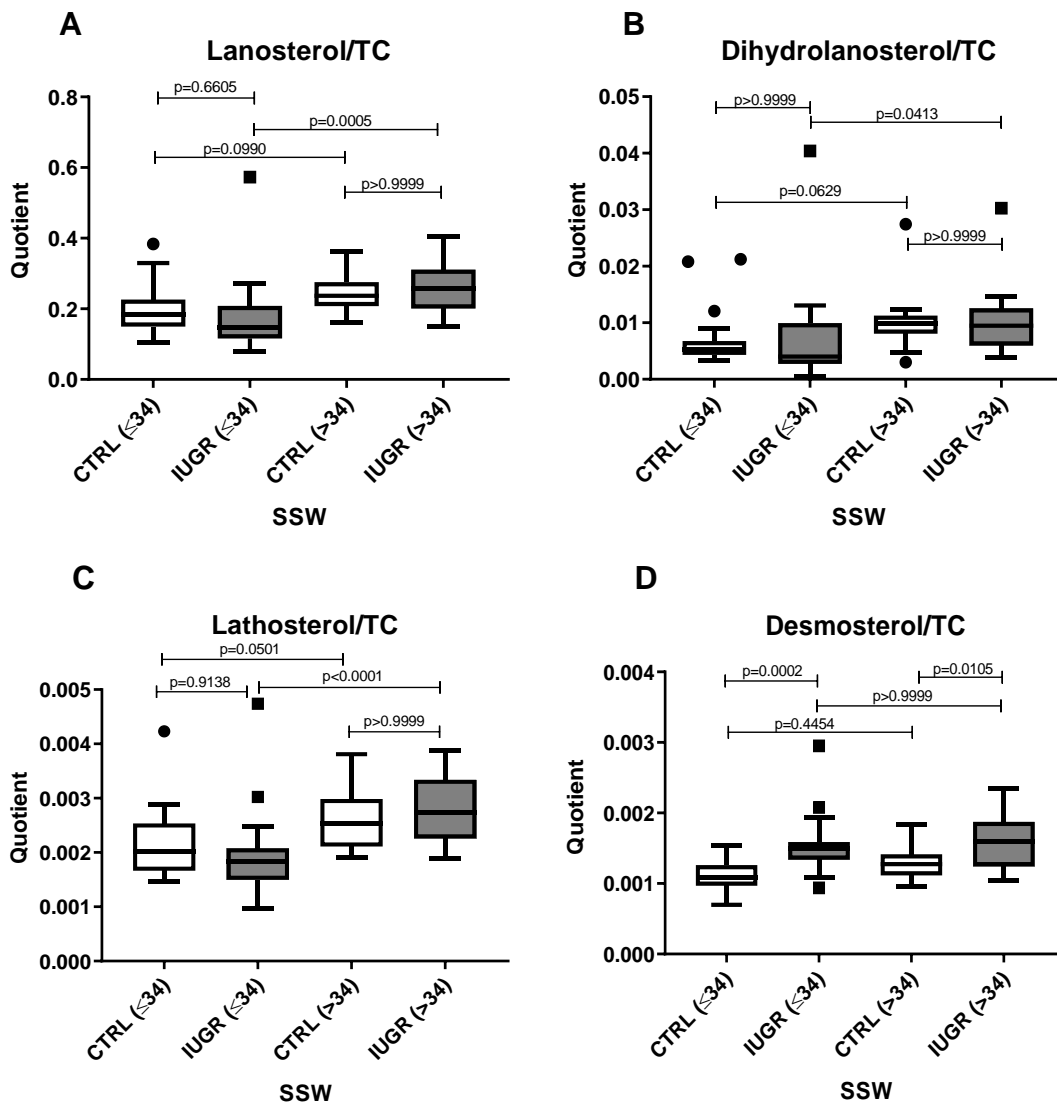 A
Lanosterol/TC
p=0.6605
p=0.0005
p=0.0990
p>0.9999
0.8
0.6
0.4
0.2
0.0
Quotient
CTRL (≤34)
IUGR (≤34)
CTRL (>34)
IUGR (>34)
SSW
B
Dihydrolanosterol/TC
p>0.9999
p=0.0413
p=0.0629
p>0.9999
0.05
0.04
0.03
0.02
0.01
0.00
Quotient
CTRL (≤34)
IUGR (≤34)
CTRL (>34)
IUGR (>34)
SSW
C
Lathosterol/TC
p=0.0501
p=0.9138
p<0.0001
p>0.9999
0.005
0.004
0.003
0.002
0.001
0.000
Quotient
CTRL (≤34)
IUGR (≤34)
CTRL (>34)
IUGR (>34)
SSW
D
Desmosterol/TC
p=0.0002
p=0.0105
p>0.9999
p=0.4454
0.004
0.003
0.002
0.001
0.000
Quotient
CTRL (≤34)
IUGR (≤34)
CTRL (>34)
IUGR (>34)
SSW